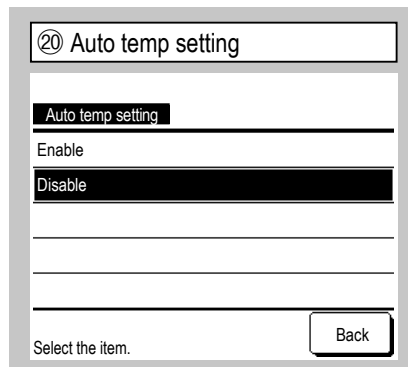 ⑳ Auto temp setting
Auto temp setting
Enable
Disable
Select the item.
Back